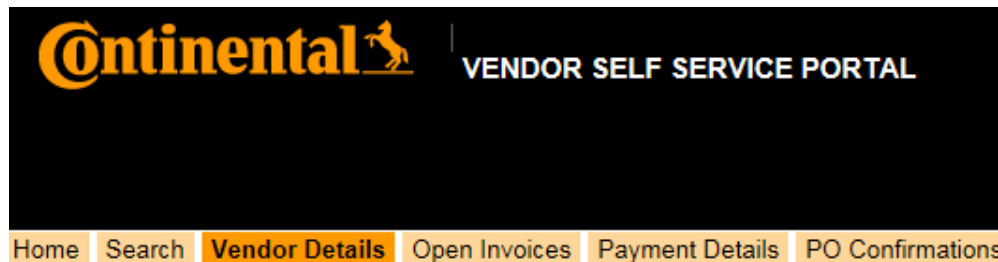 Continental
VENDOR SELF SERVICE PORTAL
Home Search Vendor Details Open Invoices Payment Details PO Confirmations